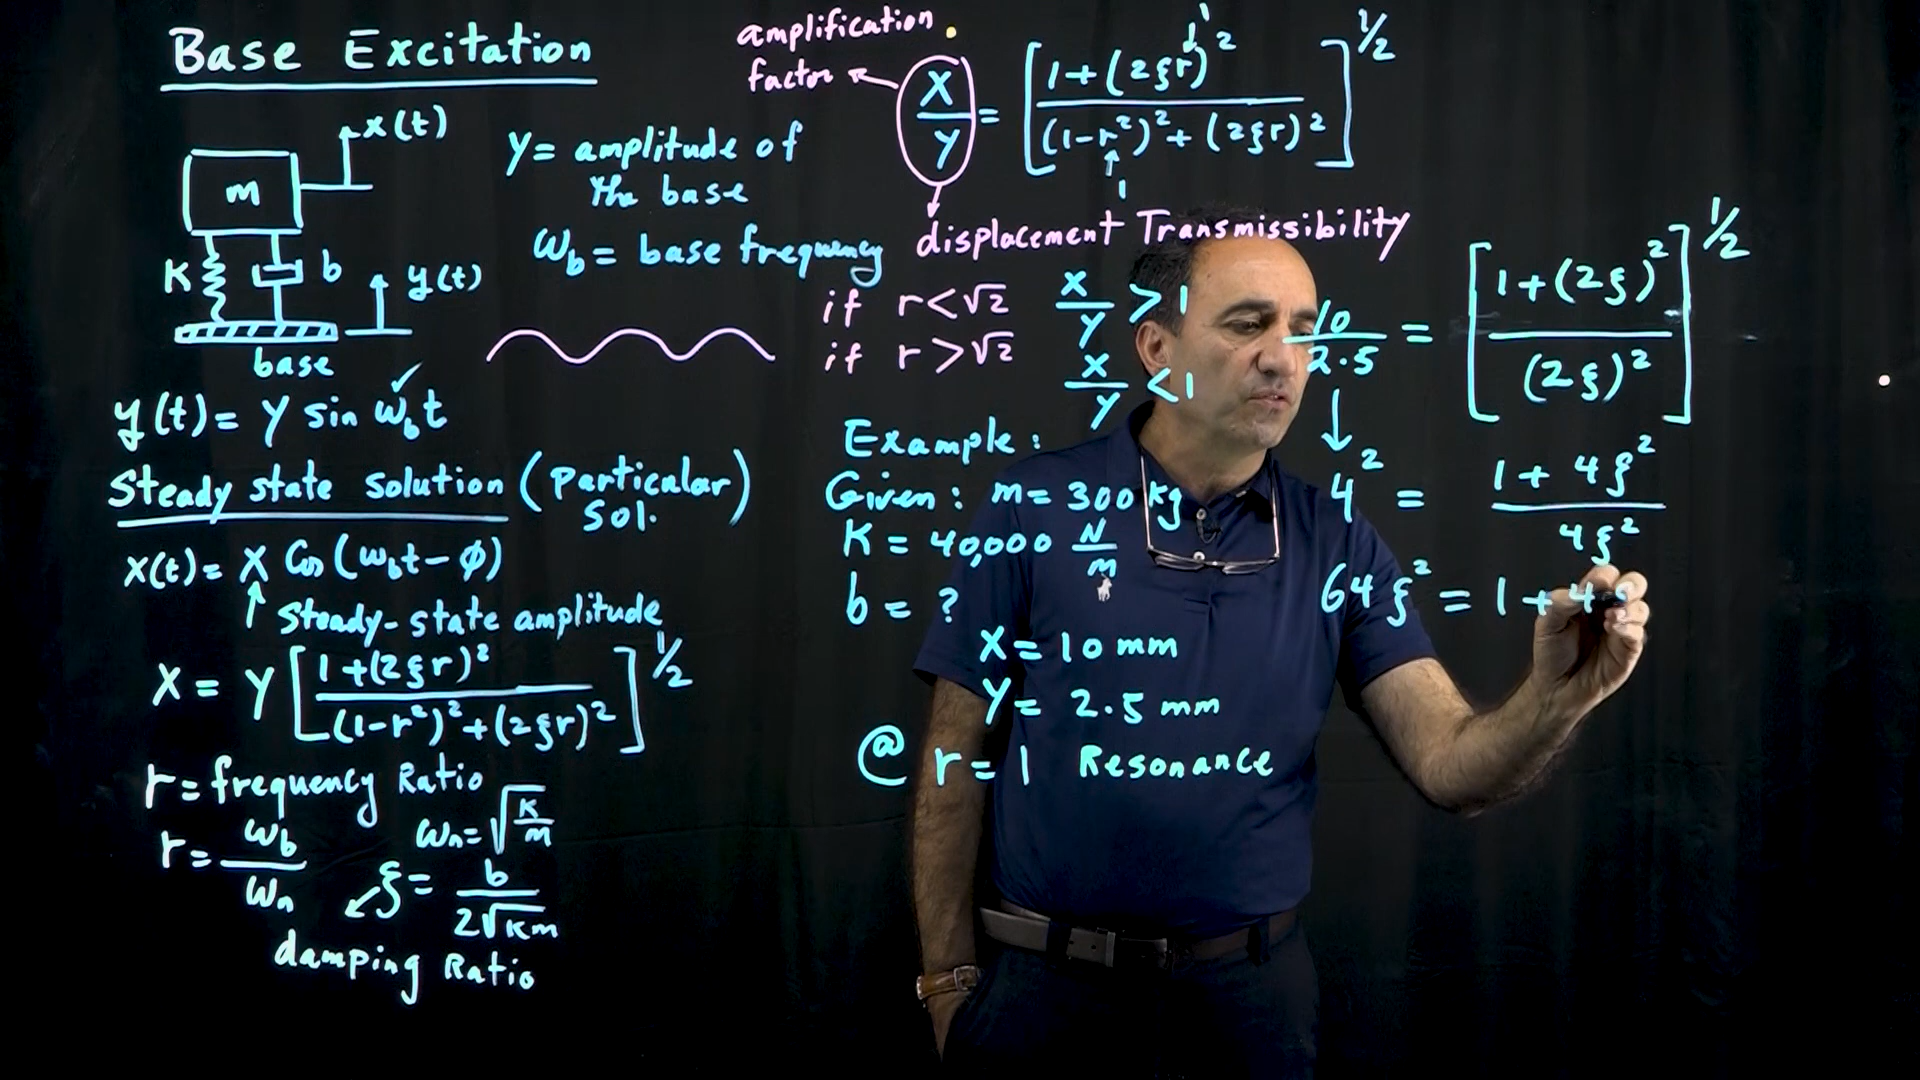 Base Excitation
x(t)
m
K
b
y(t)
base
y(t) = Y sin ω_b t
✓
Steady state solution (Particular Sol.)
x(t) = X Cos(ω_b t - ϕ)
↑ Steady-state amplitude
X = Y [ (1+(2ξr)²) / ((1-r²)² + (2ξr)²) ]^1/2
r = frequency Ratio
r = ω_b / ω_n
ω_n = √(K/m)
ξ = b / (2√Km)
damping Ratio
Y = amplitude of
the base
ω_b = base frequency
amplification
factor
X/Y = [ (1+(2ξr)²) / ((1-r²)² + (2ξr)²) ]^1/2
1
1
displacement Transmissibility
if r<√2 X/Y > 1
if r>√2 X/Y < 1
Example:
Given: m= 300 kg
K = 40,000 N/m
b = ?
X = 10 mm
Y = 2.5 mm
@ r = 1 Resonance
10/2.5 = [ (1+(2ξ)²) / (2ξ)² ]^1/2
↓
4² = (1 + 4ξ²) / 4ξ²
64ξ² = 1 + 4